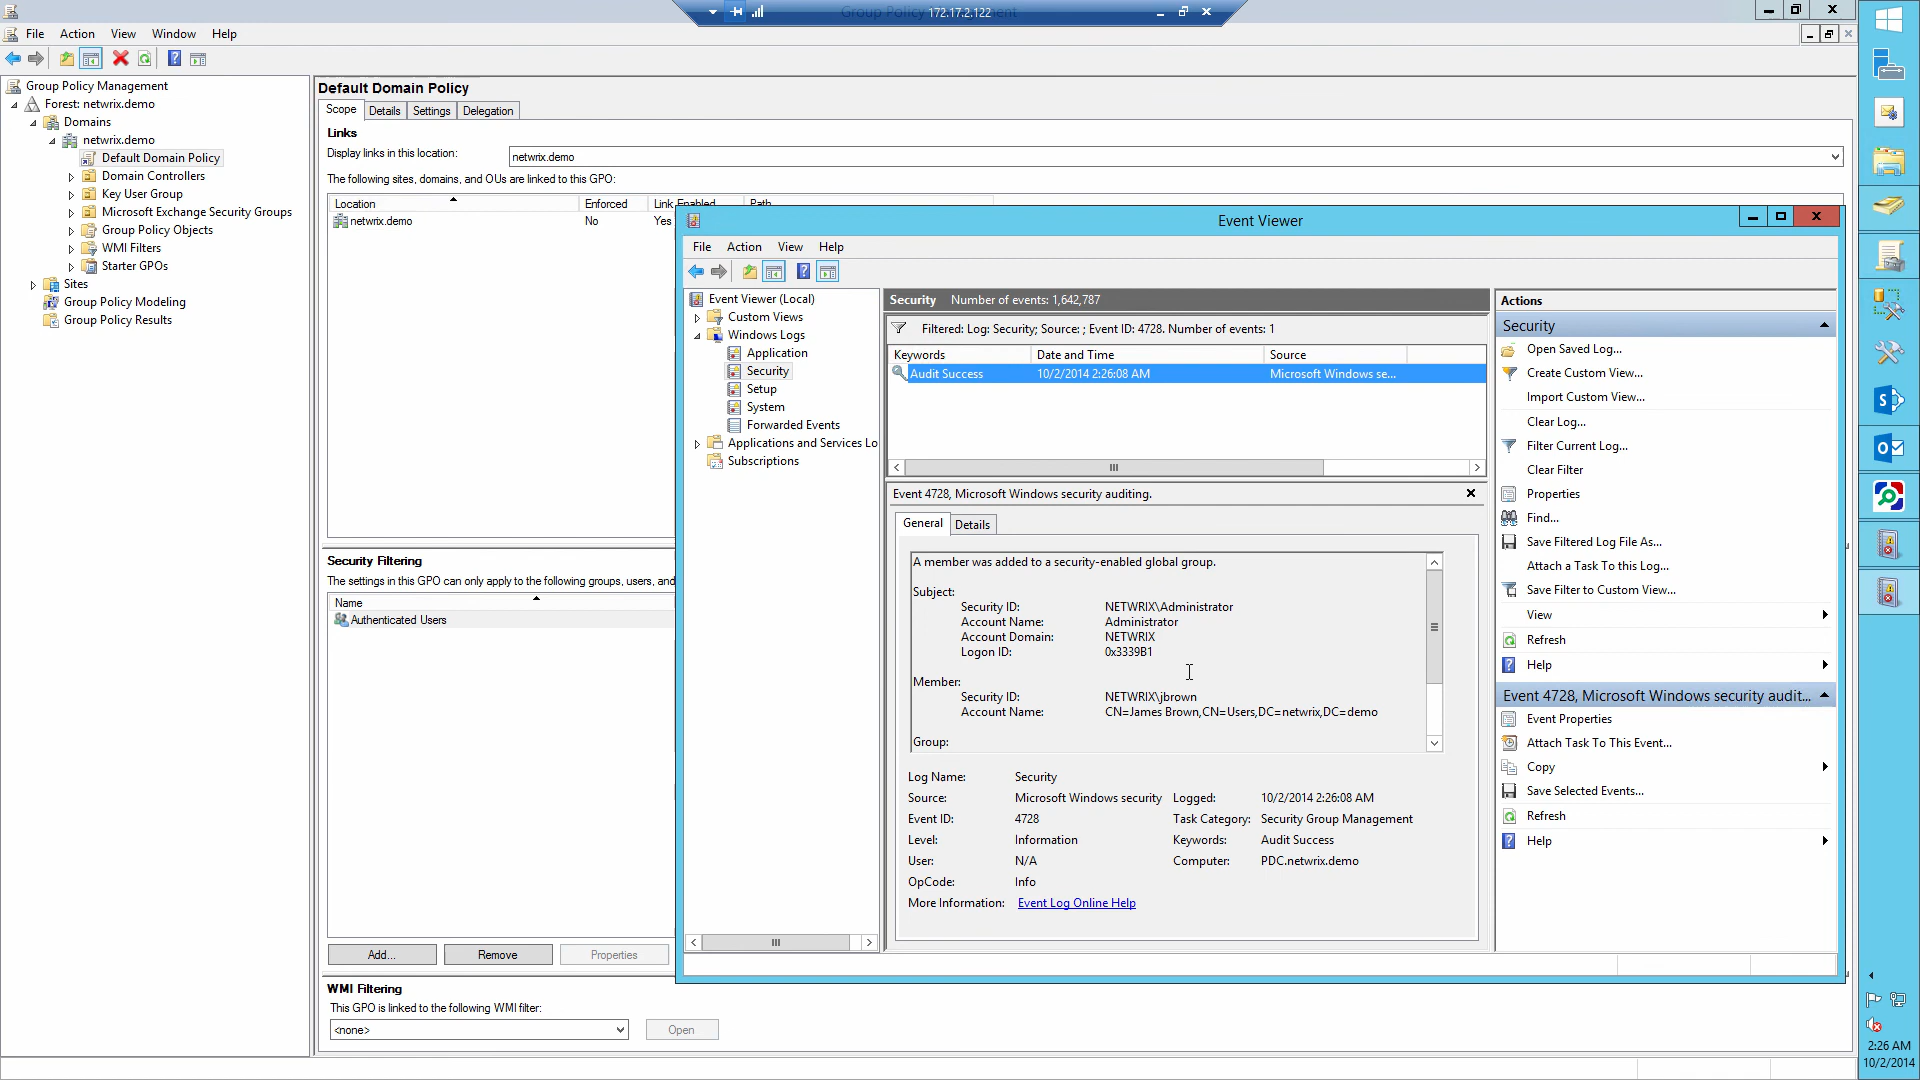 Group Policy Management
172.17.2.122
File Action View Window Help
Group Policy Management
Forest: netwrix.demo
Domains
netwrix.demo
Default Domain Policy
Domain Controllers
Key User Group
Microsoft Exchange Security Groups
Group Policy Objects
WMI Filters
Starter GPOs
Sites
Group Policy Modeling
Group Policy Results
Default Domain Policy
Scope Details Settings Delegation
Links
Display links in this location: netwrix.demo
The following sites, domains, and OUs are linked to this GPO:
Location Enforced Link Enabled Path
netwrix.demo No Yes
Security Filtering
The settings in this GPO can only apply to the following groups, users, and
Name
Authenticated Users
Add... Remove Properties
WMI Filtering
This GPO is linked to the following WMI filter:
<none> Open
Event Viewer
File Action View Help
Event Viewer (Local)
Custom Views
Windows Logs
Application
Security
Setup
System
Forwarded Events
Applications and Services Lo
Subscriptions
Security Number of events: 1,642,787
Filtered: Log: Security; Source: ; Event ID: 4728. Number of events: 1
Keywords Date and Time Source
Audit Success 10/2/2014 2:26:08 AM Microsoft Windows se...
Event 4728, Microsoft Windows security auditing.
General Details
A member was added to a security-enabled global group.
Subject:
Security ID: NETWRIX\Administrator
Account Name: Administrator
Account Domain: NETWRIX
Logon ID: 0x3339B1
Member:
Security ID: NETWRIX\jbrown
Account Name: CN=James Brown,CN=Users,DC=netwrix,DC=demo
Group:
Log Name: Security
Source: Microsoft Windows security Logged: 10/2/2014 2:26:08 AM
Event ID: 4728 Task Category: Security Group Management
Level: Information Keywords: Audit Success
User: N/A Computer: PDC.netwrix.demo
OpCode: Info
More Information: Event Log Online Help
Actions
Security
Open Saved Log...
Create Custom View...
Import Custom View...
Clear Log...
Filter Current Log...
Clear Filter
Properties
Find...
Save Filtered Log File As...
Attach a Task To this Log...
Save Filter to Custom View...
View
Refresh
Help
Event 4728, Microsoft Windows security audit...
Event Properties
Attach Task To This Event...
Copy
Save Selected Events...
Refresh
Help
2:26 AM
10/2/2014